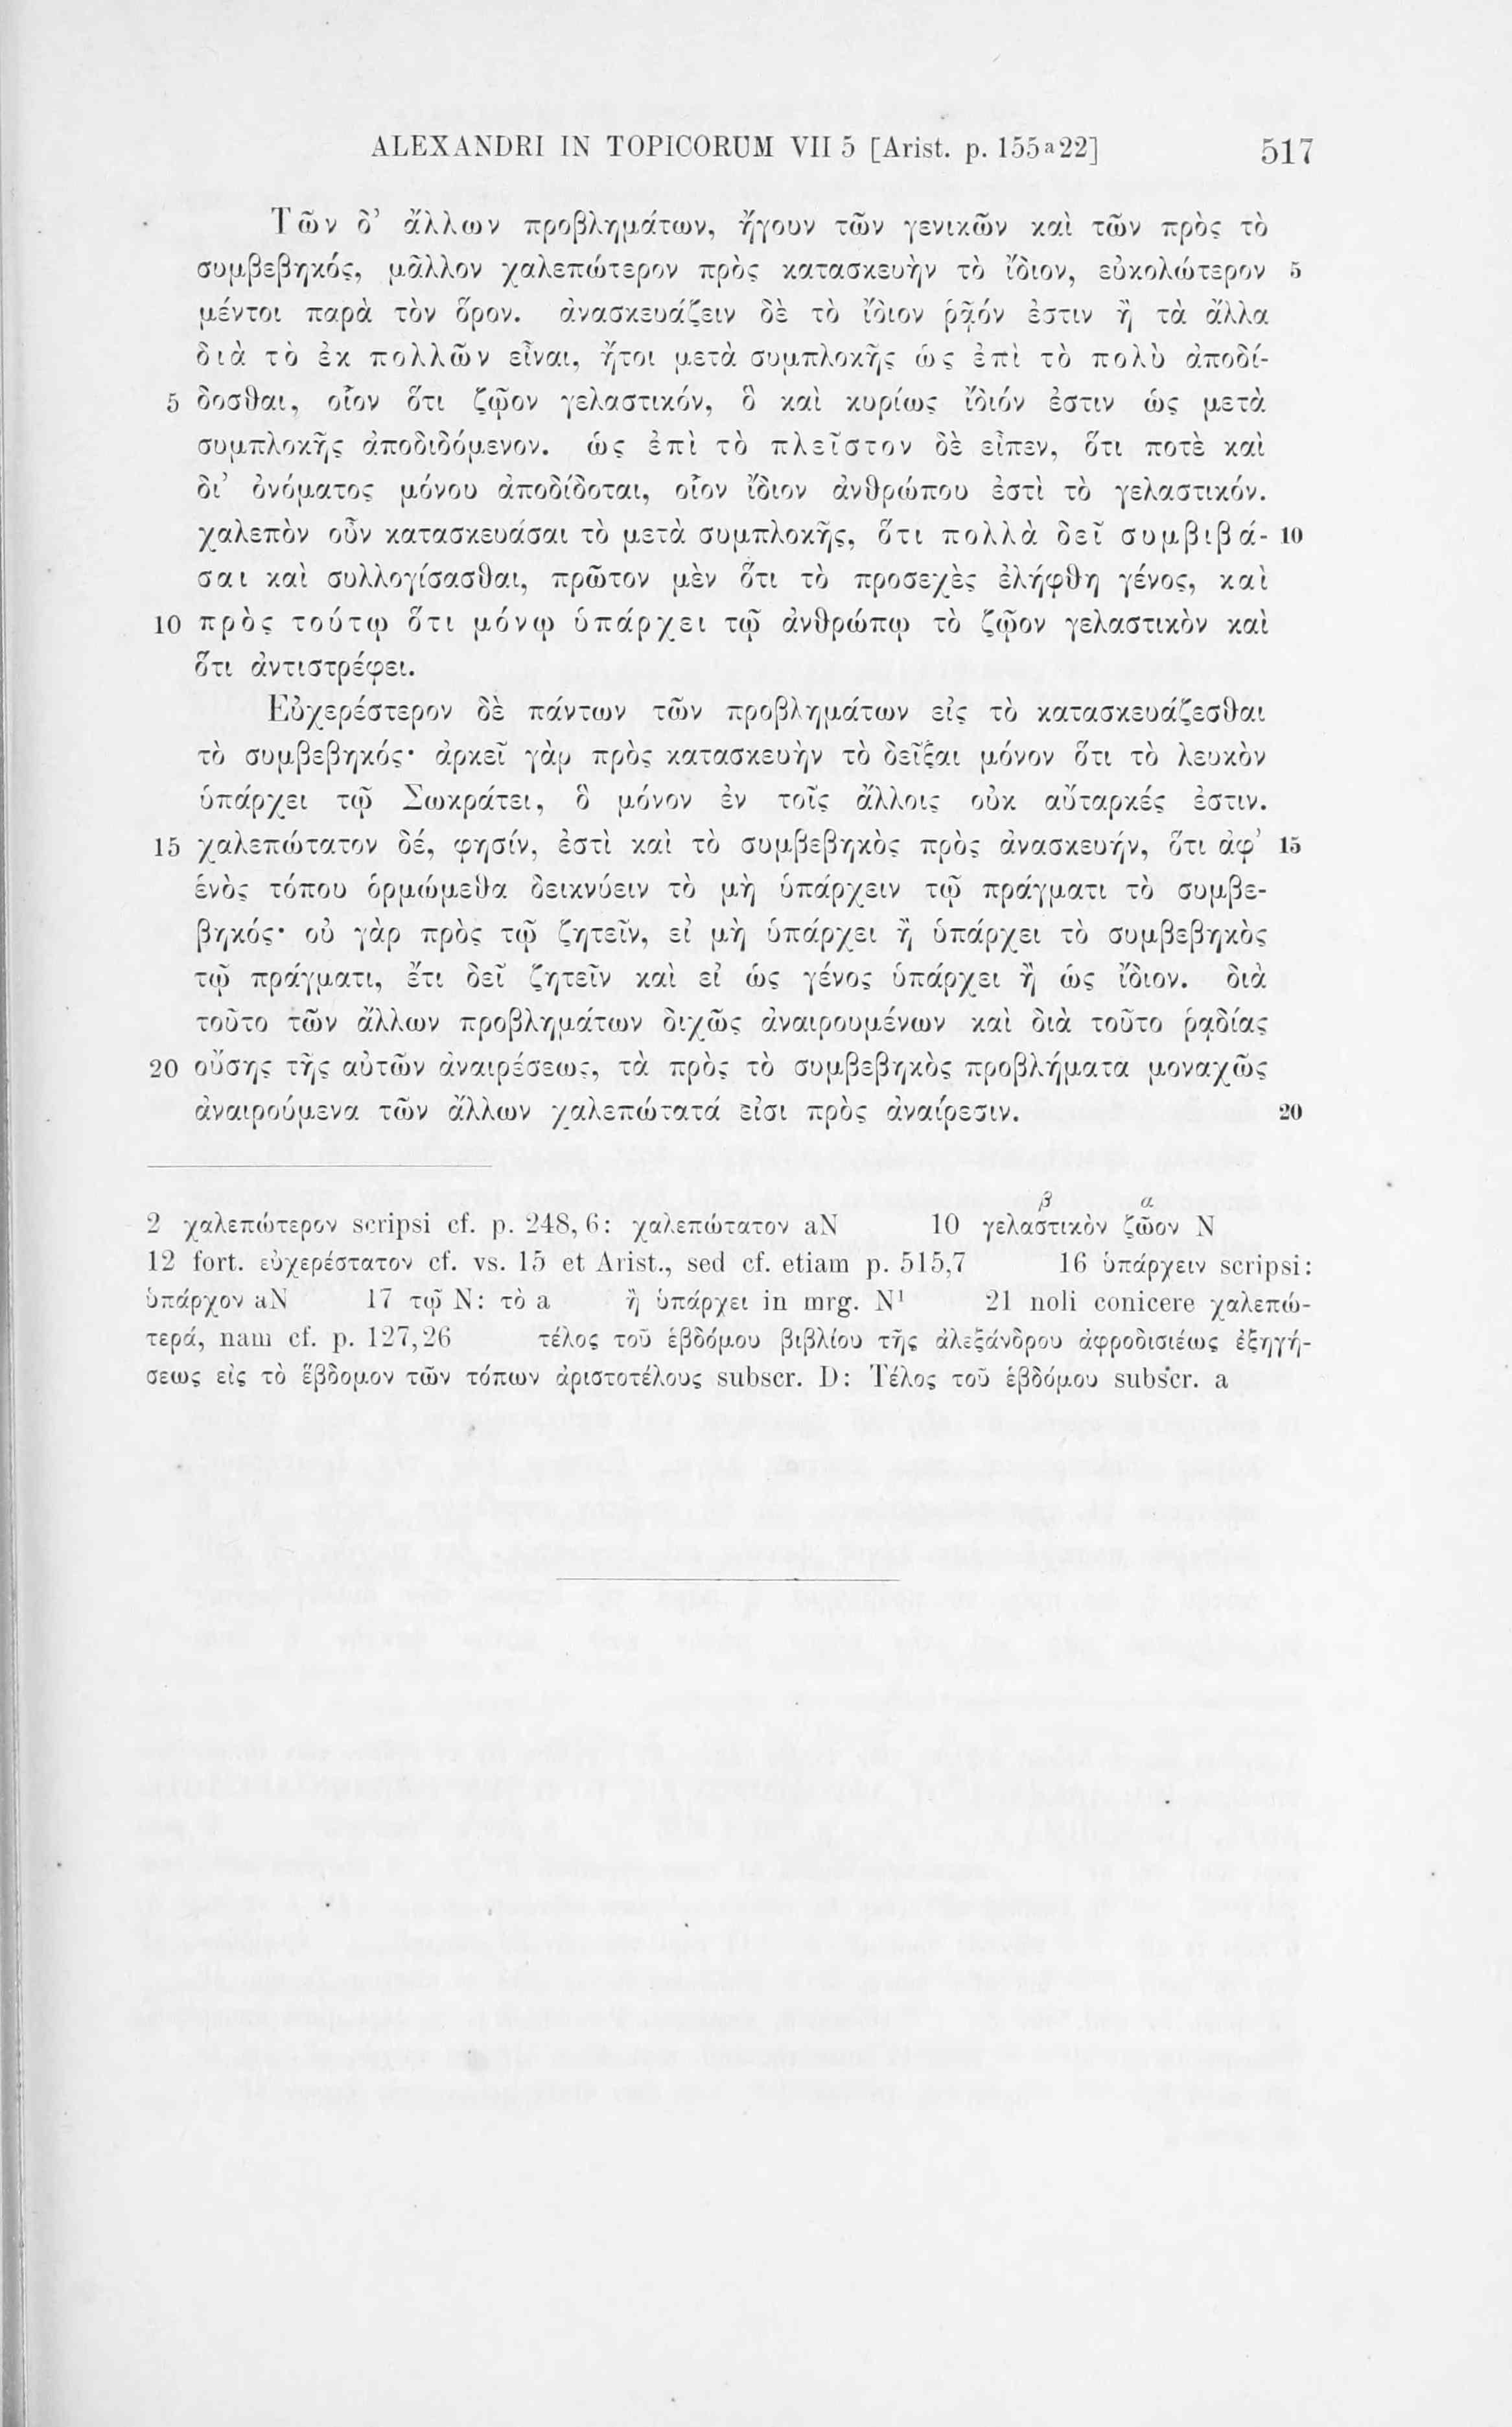 ALEXANDRI IN TOPICORUM VII 5 [Arist. p. 155a22] 517
Τῶν δ' ἄλλων προβλημάτων, ἤγουν τῶν γενικῶν καὶ τῶν πρὸς τὸ
συμβεβηκός, μᾶλλον χαλεπώτερον πρὸς κατασκευὴν τὸ ἴδιον, εὐκολώτερον 5
μέντοι παρὰ τὸν ὅρον. ἀνασκευάζειν δὲ τὸ ἴδιον ῥᾷόν ἐστιν ἢ τὰ ἄλλα
διὰ τὸ ἐκ πολλῶν εἶναι, ἤτοι μετὰ συμπλοκῆς ὡς ἐπὶ τὸ πολὺ ἀποδί-
5 δοσθαι, οἷον ὅτι ζῷον γελαστικόν, ὃ καὶ κυρίως ἴδιόν ἐστιν ὡς μετὰ
συμπλοκῆς ἀποδιδόμενον. ὡς ἐπὶ τὸ πλεῖστον δὲ εἶπεν, ὅτι ποτὲ καὶ
δι' ὀνόματος μόνου ἀποδίδοται, οἷον ἴδιον ἀνθρώπου ἐστὶ τὸ γελαστικόν.
χαλεπὸν οὖν κατασκευάσαι τὸ μετὰ συμπλοκῆς, ὅτι πολλὰ δεῖ συμβιβά- 10
σαι καὶ συλλογίσασθαι, πρῶτον μὲν ὅτι τὸ προσεχὲς ἐλήφθη γένος, καὶ
10 πρὸς τούτῳ ὅτι μόνῳ ὑπάρχει τῷ ἀνθρώπῳ τὸ ζῷον γελαστικὸν καὶ
ὅτι ἀντιστρέφει.
Εὐχερέστερον δὲ πάντων τῶν προβλημάτων εἰς τὸ κατασκευάζεσθαι
τὸ συμβεβηκός· ἀρκεῖ γὰρ πρὸς κατασκευὴν τὸ δεῖξαι μόνον ὅτι τὸ λευκὸν
ὑπάρχει τῷ Σωκράτει, ὃ μόνον ἐν τοῖς ἄλλοις οὐκ αὔταρκές ἐστιν.
15 χαλεπώτατον δέ, φησίν, ἐστὶ καὶ τὸ συμβεβηκὸς πρὸς ἀνασκευήν, ὅτι ἀφ' 15
ἑνὸς τόπου ὁρμώμεθα δεικνύειν τὸ μὴ ὑπάρχειν τῷ πράγματι τὸ συμβε-
βηκός· οὐ γὰρ πρὸς τῷ ζητεῖν, εἰ μὴ ὑπάρχει ἢ ὑπάρχει τὸ συμβεβηκὸς
τῷ πράγματι, ἔτι δεῖ ζητεῖν καὶ εἰ ὡς γένος ὑπάρχει ἢ ὡς ἴδιον. διὰ
τοῦτο τῶν ἄλλων προβλημάτων διχῶς ἀναιρουμένων καὶ διὰ τοῦτο ῥᾳδίας
20 οὔσης τῆς αὐτῶν ἀναιρέσεως, τὰ πρὸς τὸ συμβεβηκὸς προβλήματα μοναχῶς
ἀναιρούμενα τῶν ἄλλων χαλεπώτατά εἰσι πρὸς ἀναίρεσιν. 20
β α
2 χαλεπώτερον scripsi cf. p. 248,6: χαλεπώτατον aN 10 γελαστικὸν ζῶον N
12 fort. εὐχερέστατον cf. vs. 15 et Arist., sed cf. etiam p. 515,7 16 ὑπάρχειν scripsi:
ὑπάρχον aN 17 τῷ N: τὸ a ἢ ὑπάρχει in mrg. N¹ 21 noli conicere χαλεπώ-
τερά, nam cf. p. 127,26 τέλος τοῦ ἑβδόμου βιβλίου τῆς ἀλεξάνδρου ἀφροδισιέως ἐξηγή-
σεως εἰς τὸ ἕβδομον τῶν τόπων ἀριστοτέλους subscr. D: Τέλος τοῦ ἑβδόμου subscr. a